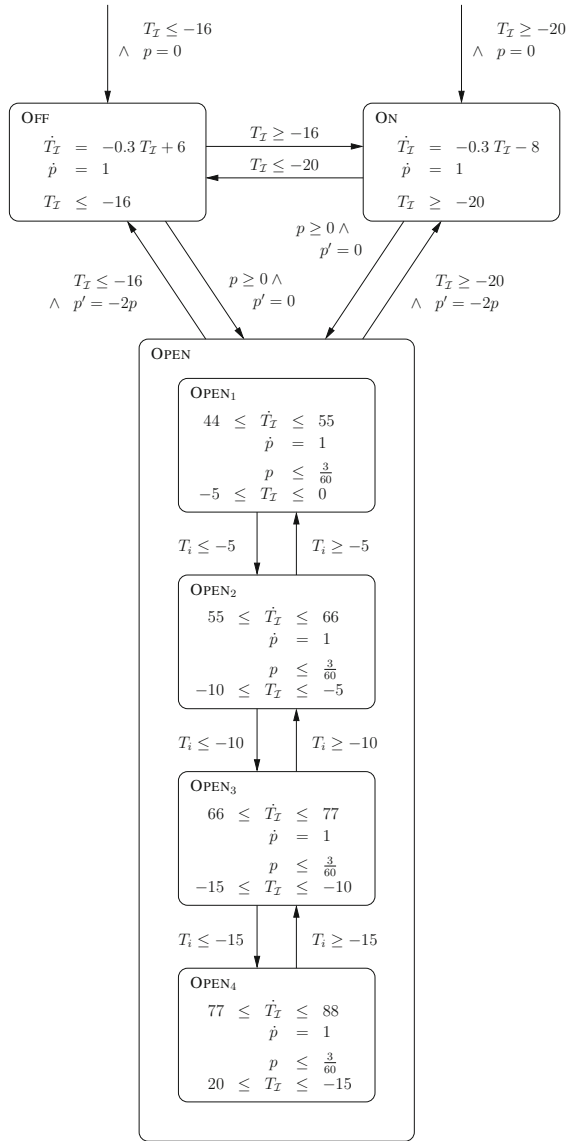 T_I ≤ −16
∧ p = 0
T_I ≥ −20
∧ p = 0
OFF
Ṫ_I = −0.3 T_I + 6
ṗ = 1
T_I ≤ −16
T_I ≥ −16
T_I ≤ −20
ON
Ṫ_I = −0.3 T_I − 8
ṗ = 1
T_I ≥ −20
T_I ≤ −16
∧ p′ = −2p
p ≥ 0 ∧
p′ = 0
p ≥ 0 ∧
p′ = 0
T_I ≥ −20
∧ p′ = −2p
OPEN
OPEN₁
44 ≤ Ṫ_I ≤ 55
ṗ = 1
p ≤ 3/60
−5 ≤ T_I ≤ 0
T_i ≤ −5
T_i ≥ −5
OPEN₂
55 ≤ Ṫ_I ≤ 66
ṗ = 1
p ≤ 3/60
−10 ≤ T_I ≤ −5
T_i ≤ −10
T_i ≥ −10
OPEN₃
66 ≤ Ṫ_I ≤ 77
ṗ = 1
p ≤ 3/60
−15 ≤ T_I ≤ −10
T_i ≤ −15
T_i ≥ −15
OPEN₄
77 ≤ Ṫ_I ≤ 88
ṗ = 1
p ≤ 3/60
20 ≤ T_I ≤ −15